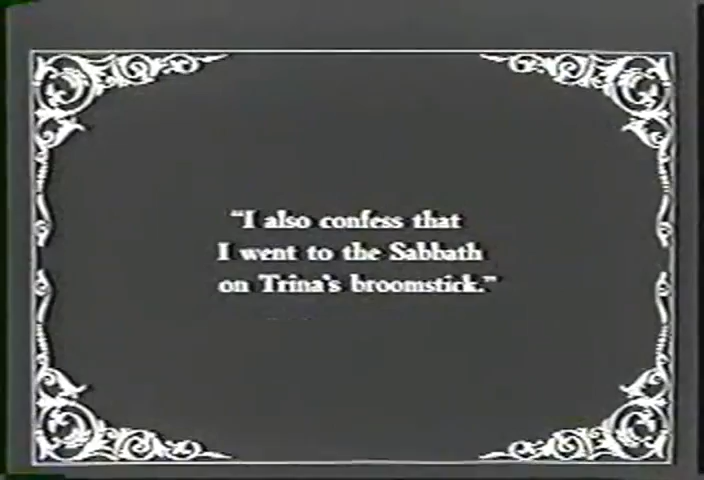 "I also confess that
I went to the Sabbath
on Trina's broomstick."